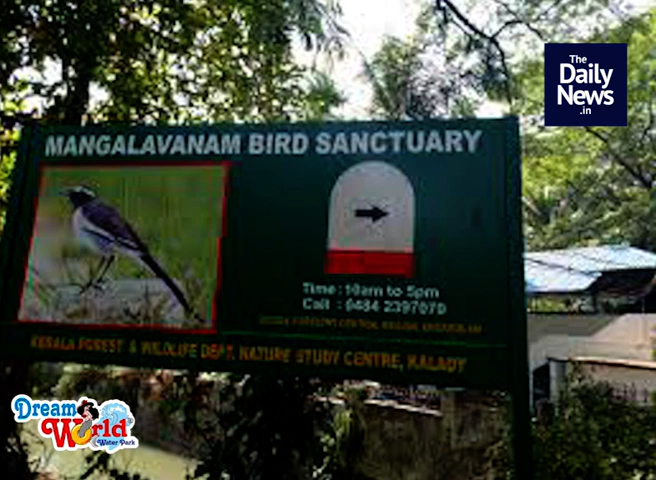 The
Daily
News
.in
MANGALAVANAM BIRD SANCTUARY
Time : 10am to 5pm
Call : 0484 2397070
KERALA FOREST & WILDLIFE DEPT, NATURE STUDY CENTRE, KALADY
Dream
World
Water Park